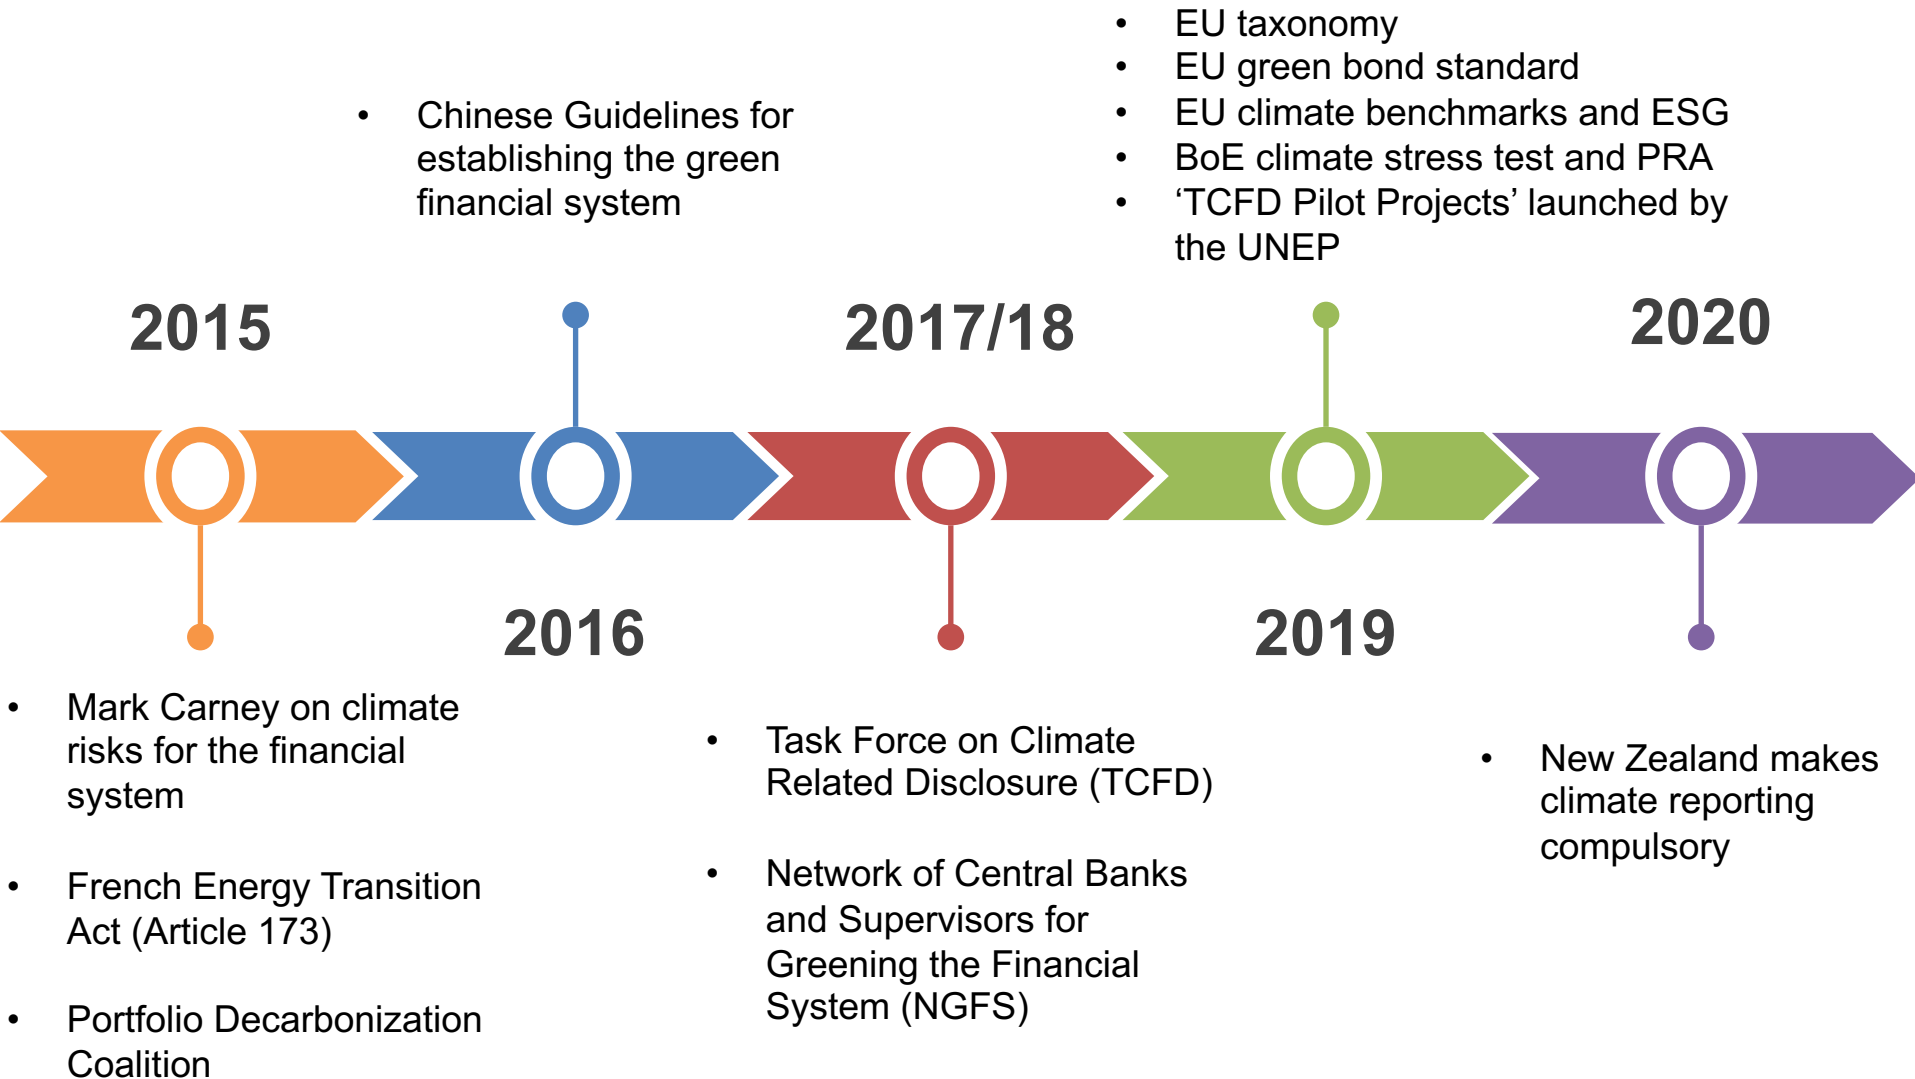 • EU taxonomy
• EU green bond standard
• EU climate benchmarks and ESG
• BoE climate stress test and PRA
• ‘TCFD Pilot Projects’ launched by
the UNEP
• Chinese Guidelines for
establishing the green
financial system
2015
2017/18
2020
2016
2019
• Mark Carney on climate
risks for the financial
system
• French Energy Transition
Act (Article 173)
• Portfolio Decarbonization
Coalition
• Task Force on Climate
Related Disclosure (TCFD)
• Network of Central Banks
and Supervisors for
Greening the Financial
System (NGFS)
• New Zealand makes
climate reporting
compulsory